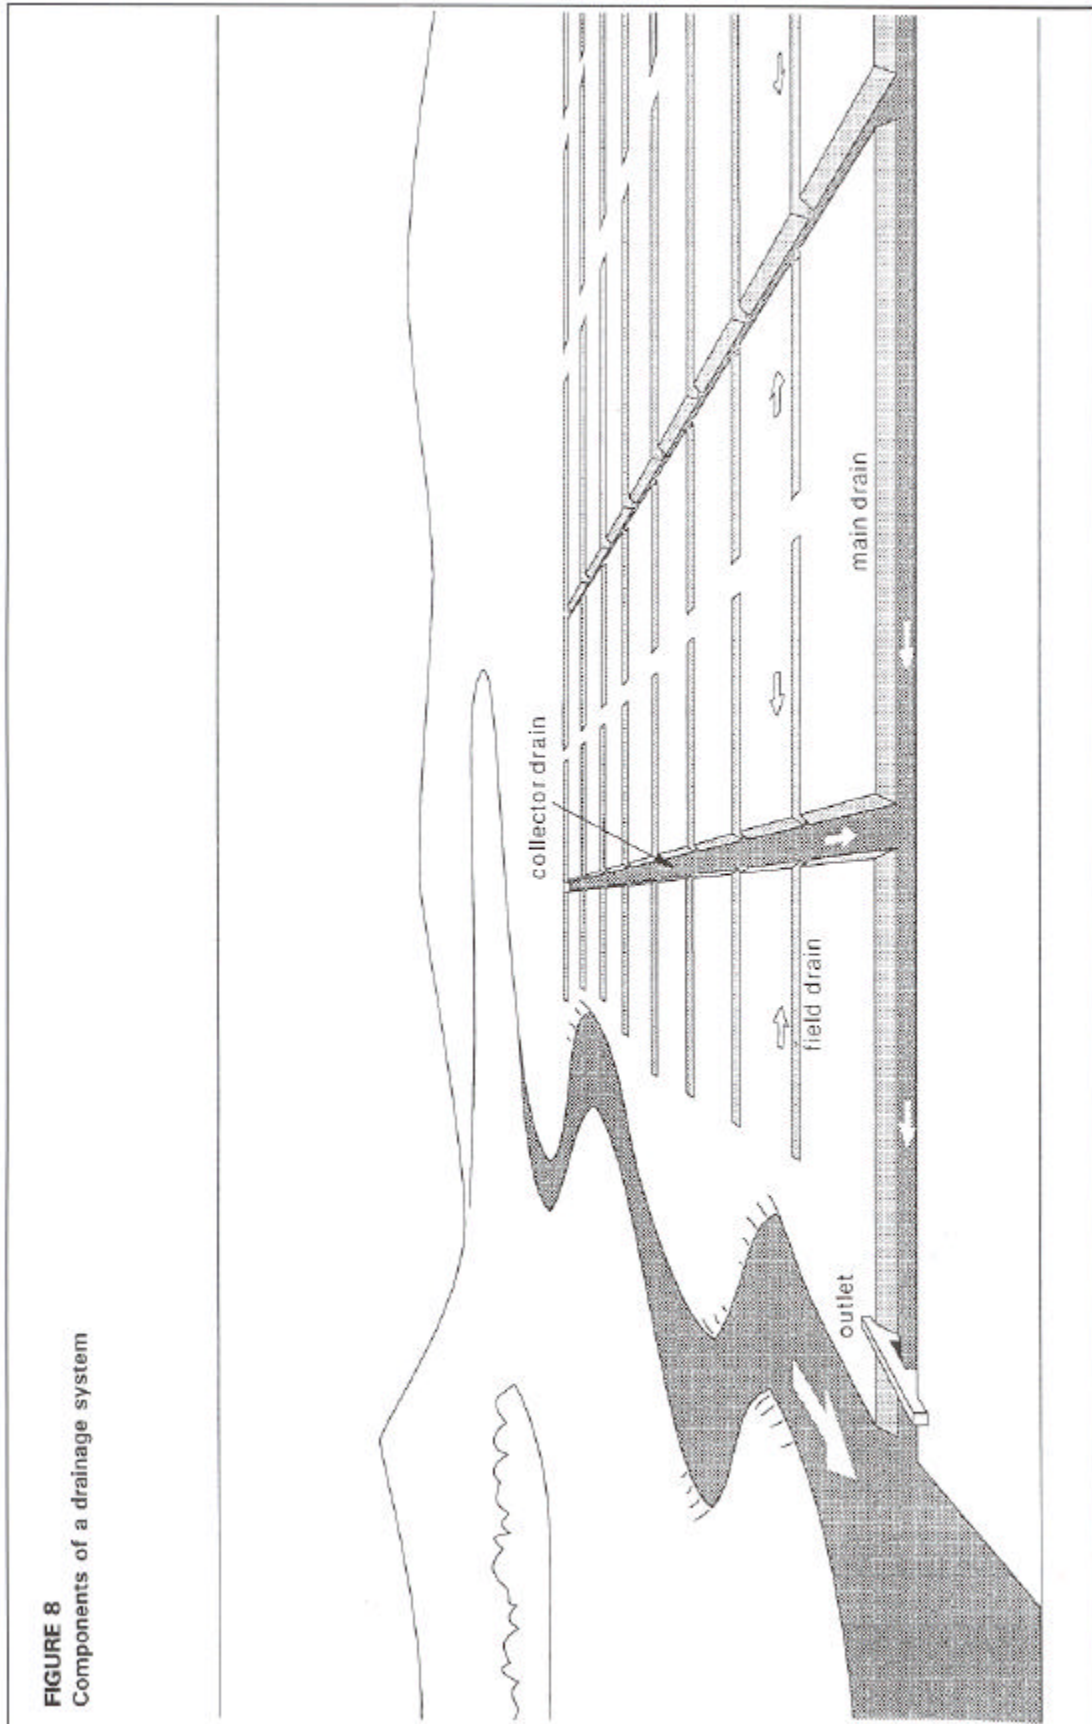 FIGURE 8
Components of a drainage system
collector drain
field drain
main drain
outlet